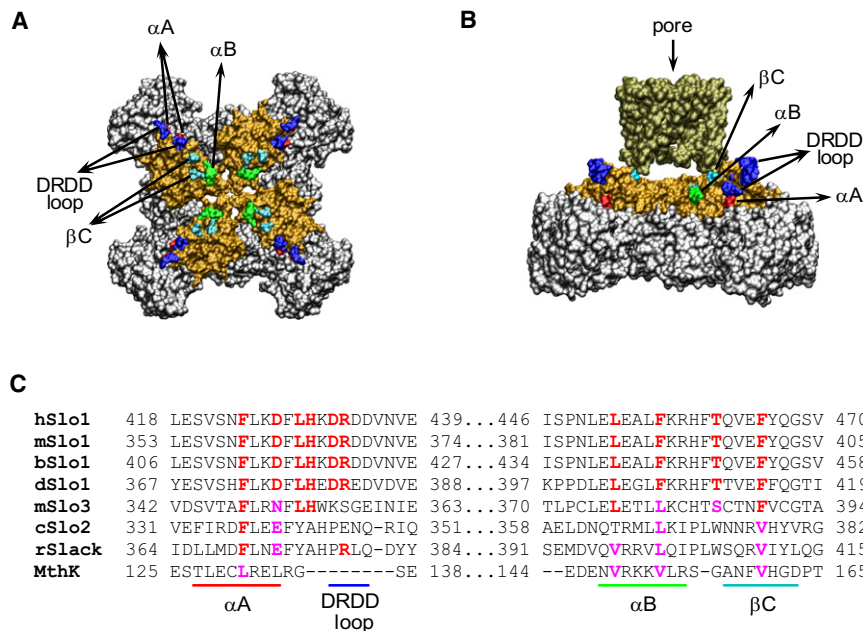 A
αA
αB
DRDD
loop
βC
B
pore
βC
αB
DRDD
loop
αA
C
hSlo1 418 LESVSNFLKDFLHKDRDDVNVE 439...446 ISPNLELEALFKRHFTQVEFYQGSV 470
mSlo1 353 LESVSNFLKDFLHKDRDDVNVE 374...381 ISPNLELEALFKRHFTQVEFYQGSV 405
bSlo1 406 LESVSNFLKDFLHEDREDVNVE 427...434 ISPNLELEALFKRHFTQVEFYQGSV 458
dSlo1 367 YESVSHFLKDFLHEDREDVDVE 388...397 KPPDLELEGLFKRHFTTVEFFQGTI 419
mSlo3 342 VDSVTAFLRNFLHWKSGEINIE 363...370 TLPCLELETLLKCHTSCTNFVCGTA 394
cSlo2 331 VEFIRDFLEEFYAHPENQ-RIQ 351...358 AELDNQTRMLLKIPLWNNRVHYVRG 382
rSlack 364 IDLLMDFLNEFYAHPRLQ-DYY 384...391 SEMDVQVRRVLQIPLWSQRVIYLQG 415
MthK 125 ESTLECLRELRG--------SE 138...144 --EDENVRKKVLRS-GANFVHGDPT 165
αA DRDD αB βC
loop